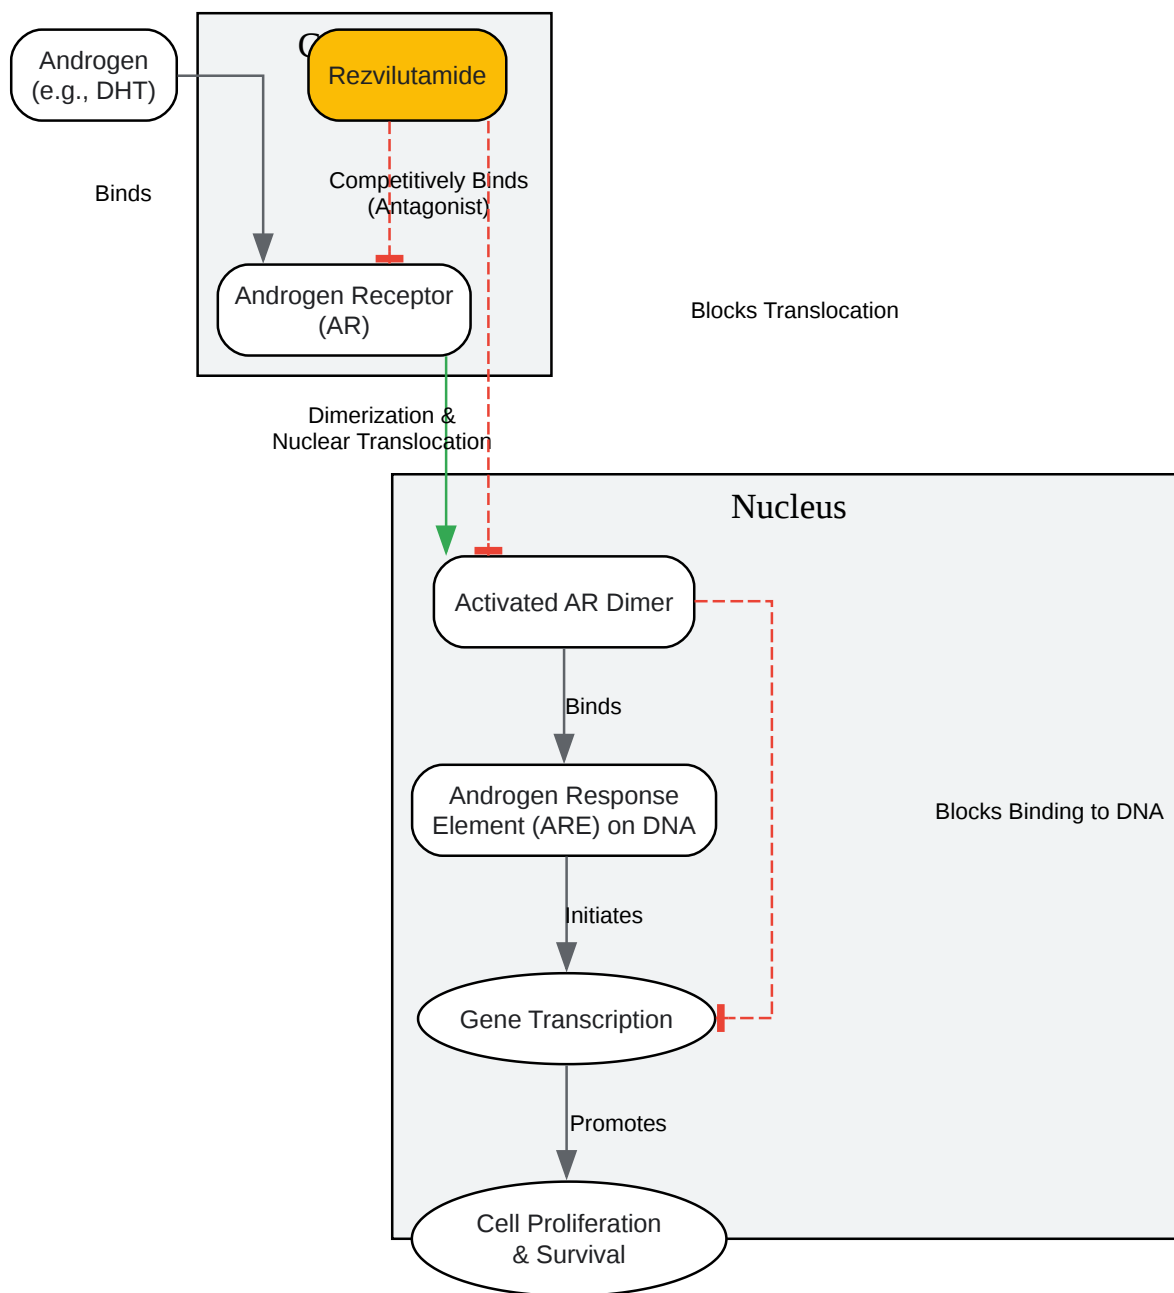 Androgen
(e.g., DHT)
Rezvilutamide
Binds
Competitively Binds
(Antagonist)
Androgen Receptor
(AR)
Blocks Translocation
Dimerization &
Nuclear Translocation
Nucleus
Activated AR Dimer
Binds
Androgen Response
Element (ARE) on DNA
Blocks Binding to DNA
Initiates
Gene Transcription
Promotes
Cell Proliferation
& Survival